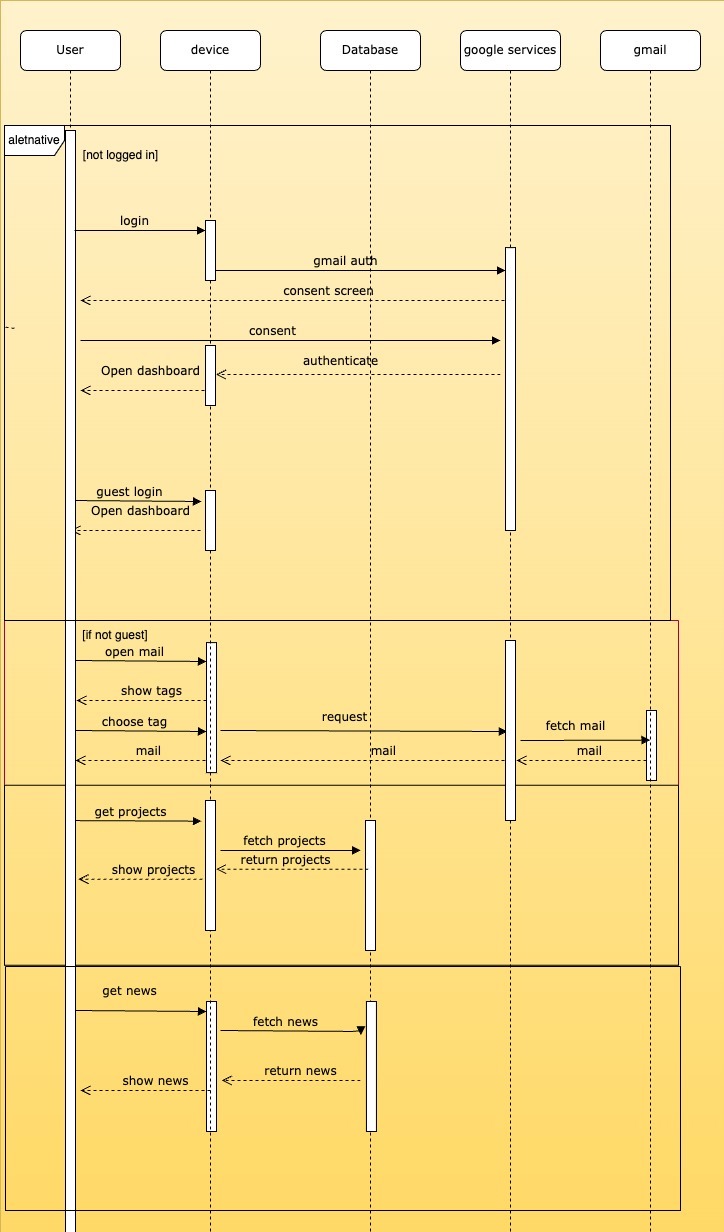 User
device
Database
google services
gmail
aletnative
[not logged in]
login
gmail auth
consent screen
consent
authenticate
Open dashboard
guest login
Open dashboard
[if not guest]
open mail
show tags
choose tag
request
fetch mail
mail
mail
mail
get projects
fetch projects
return projects
show projects
get news
fetch news
return news
show news